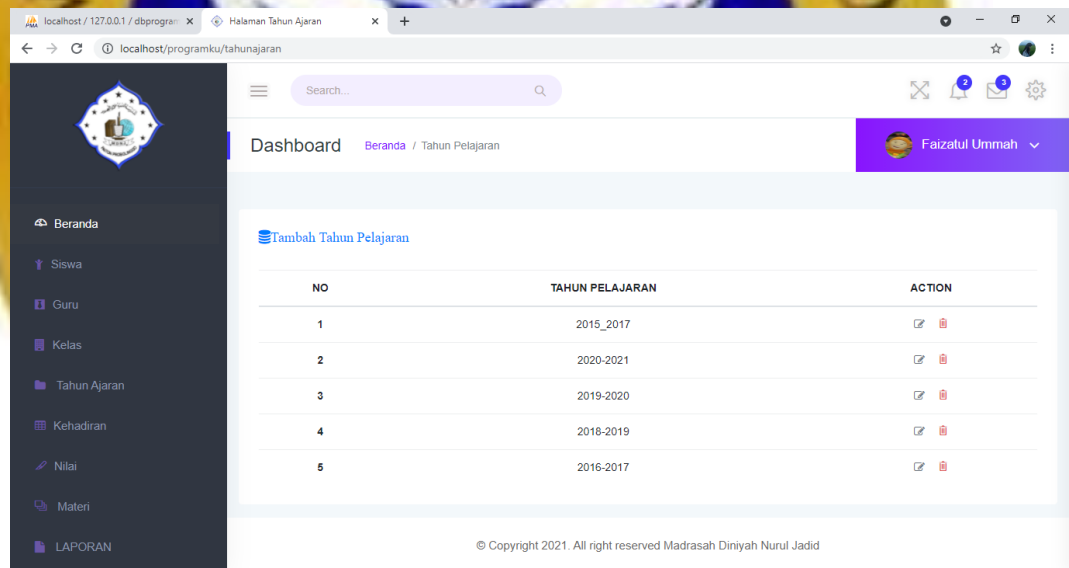 localhost / 127.0.0.1 / dbprogram
Halaman Tahun Ajaran
localhost/programku/tahunajaran
Search...
2
3
Dashboard Beranda / Tahun Pelajaran
Faizatul Ummah
Beranda
Siswa
Guru
Kelas
Tahun Ajaran
Kehadiran
Nilai
Materi
LAPORAN
Tambah Tahun Pelajaran
NO TAHUN PELAJARAN ACTION
1 2015_2017
2 2020-2021
3 2019-2020
4 2018-2019
5 2016-2017
© Copyright 2021. All right reserved Madrasah Diniyah Nurul Jadid